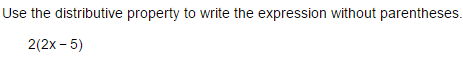 Use the distributive property to write the expression without parentheses.
2(2x – 5)